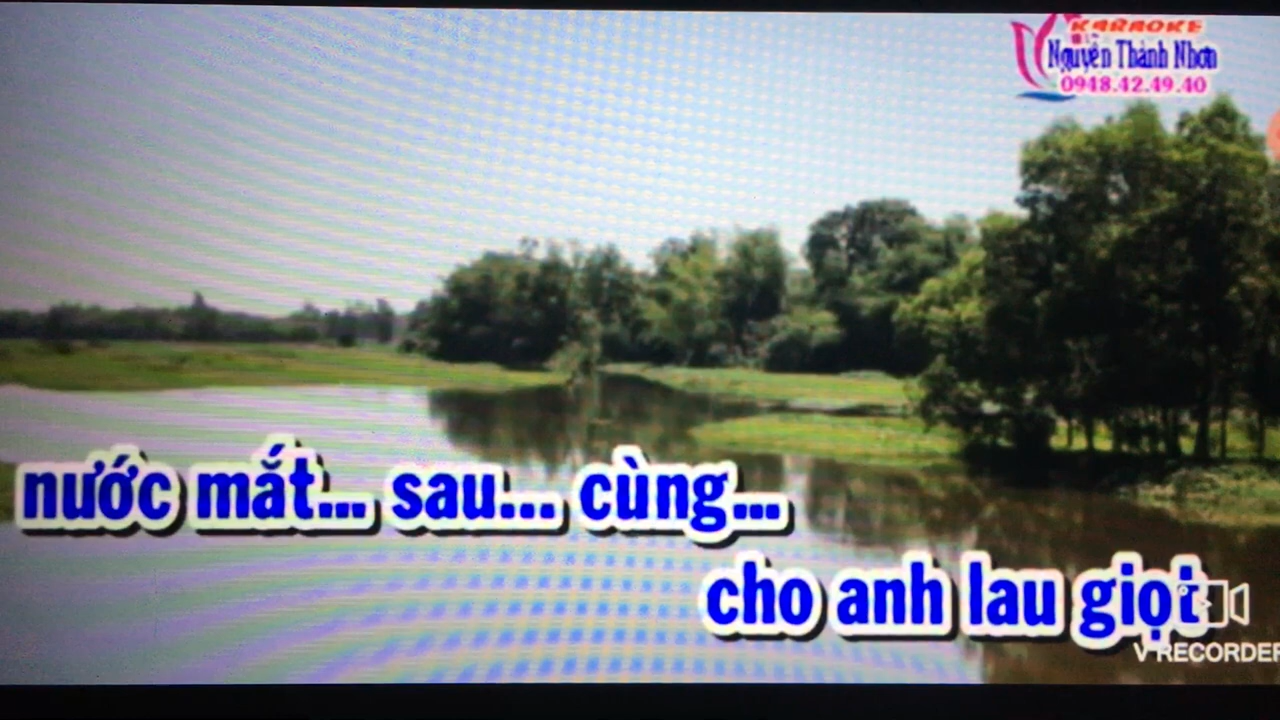 KARAOKE
Nguyễn Thành Nhơn
0948.42.49.40
nước mắt... sau... cùng...
cho anh lau giọt
V RECORDER